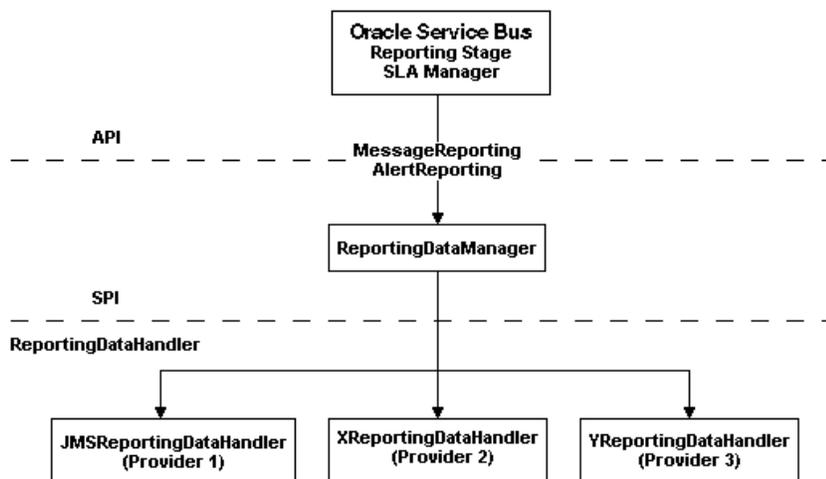 Oracle Service Bus
Reporting Stage
SLA Manager
API
MessageReporting
AlertReporting
ReportingDataManager
SPI
ReportingDataHandler
JMSReportingDataHandler
(Provider 1)
XReportingDataHandler
(Provider 2)
YReportingDataHandler
(Provider 3)